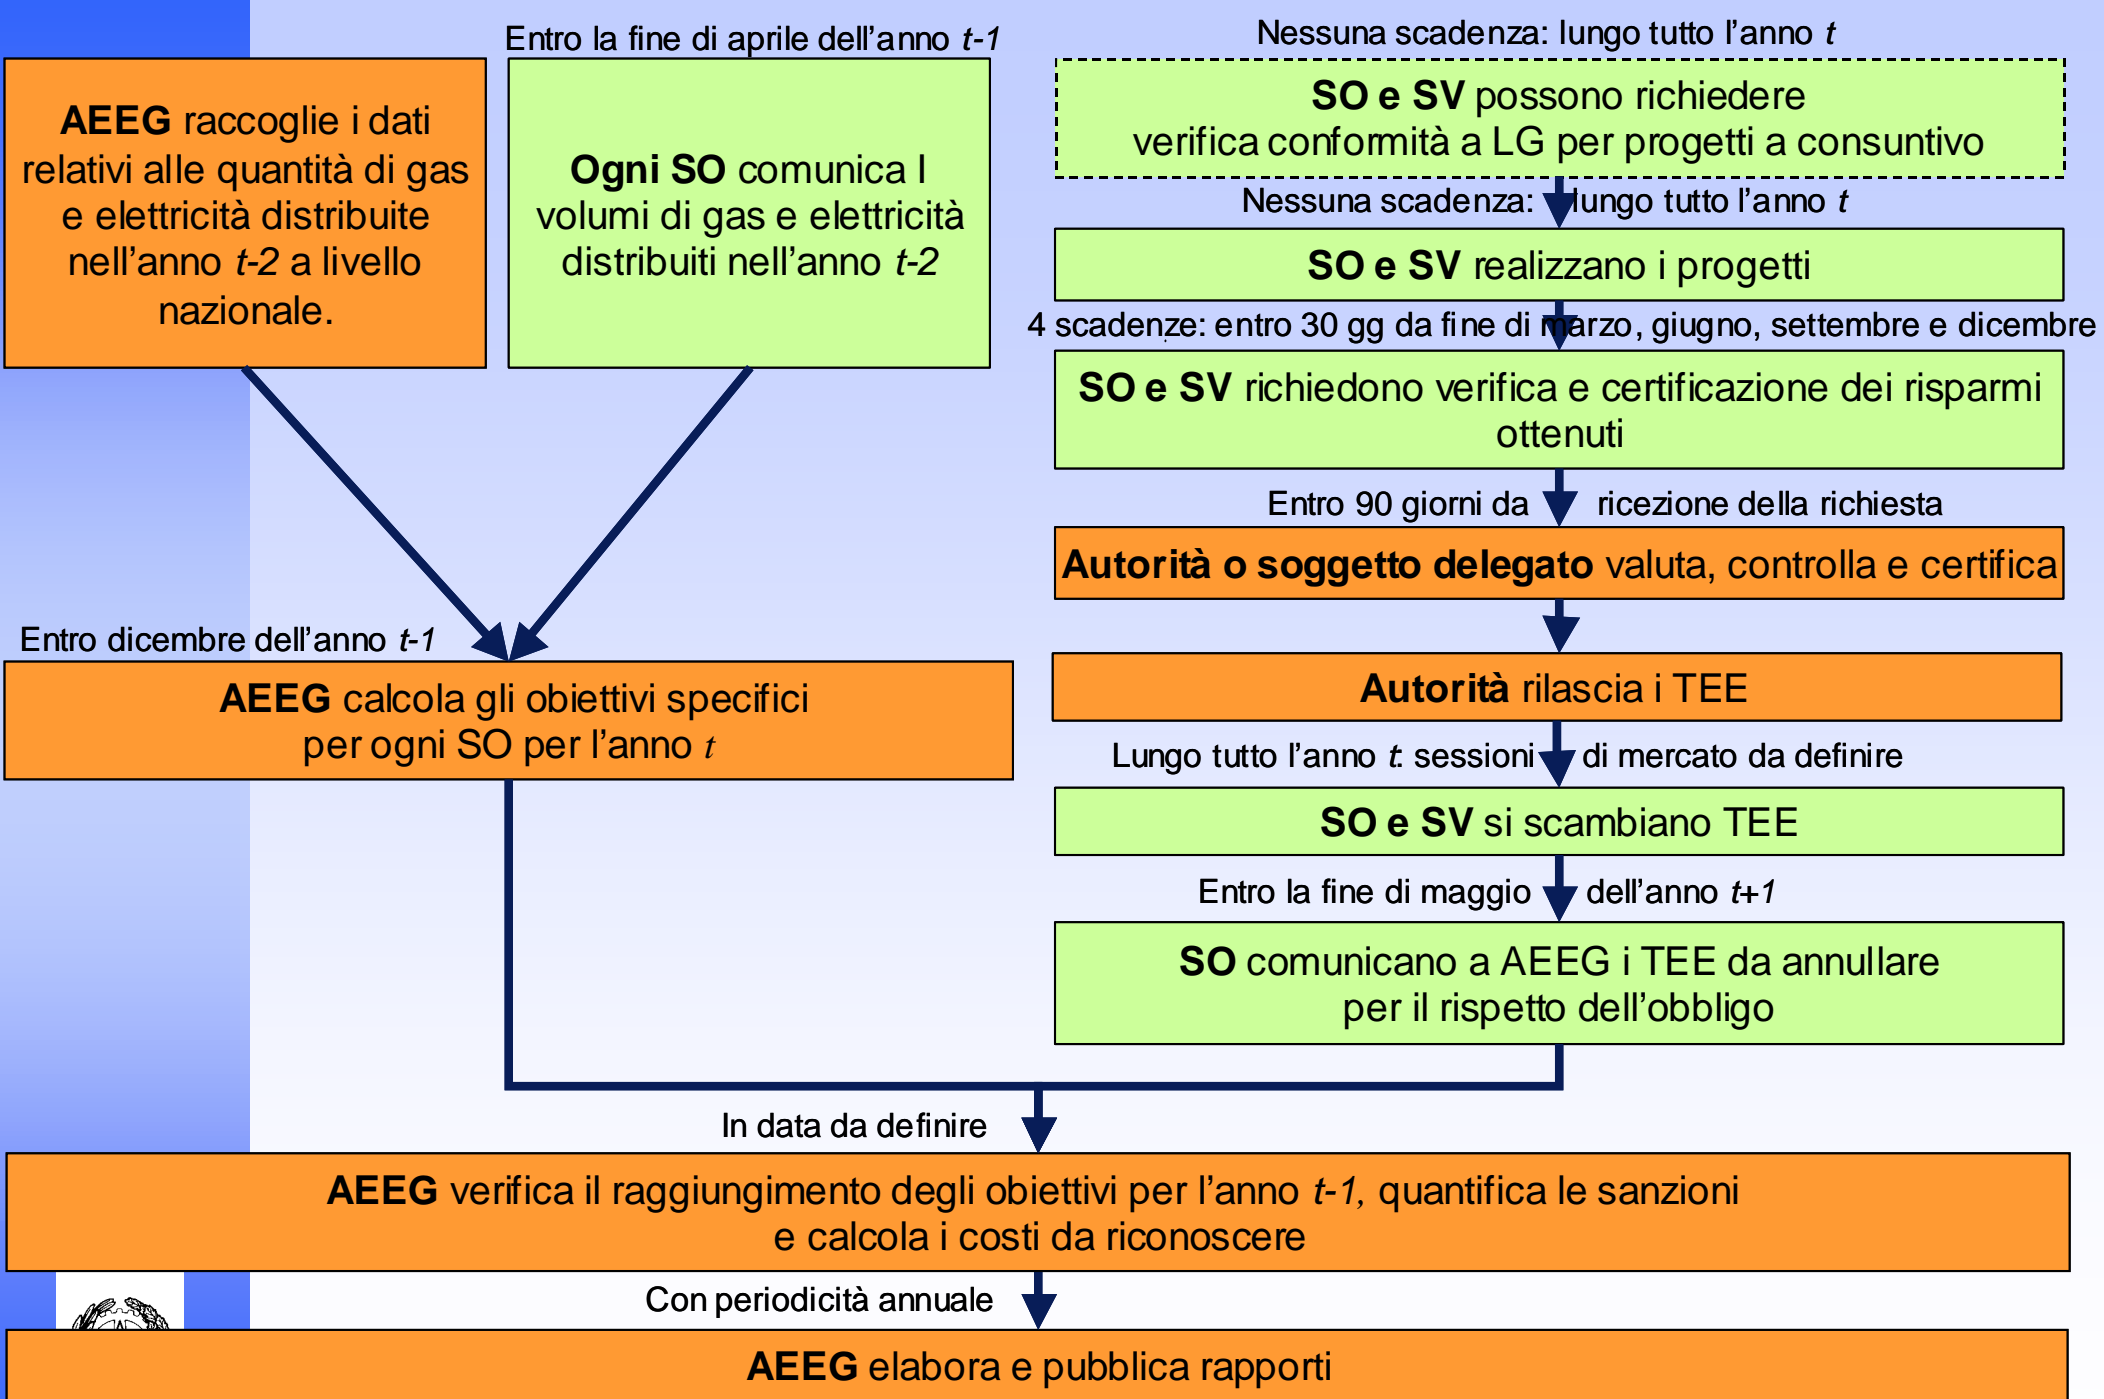 Entro la fine di aprile dell'anno t-1
AEEG raccoglie i dati
relativi alle quantità di gas
e elettricità distribuite
nell'anno t-2 a livello
nazionale.
Ogni SO comunica I
volumi di gas e elettricità
distribuiti nell'anno t-2
Entro dicembre dell'anno t-1
AEEG calcola gli obiettivi specifici
per ogni SO per l'anno t
Nessuna scadenza: lungo tutto l'anno t
SO e SV possono richiedere
verifica conformità a LG per progetti a consuntivo
Nessuna scadenza: lungo tutto l'anno t
SO e SV realizzano i progetti
4 scadenze: entro 30 gg da fine di marzo, giugno, settembre e dicembre
SO e SV richiedono verifica e certificazione dei risparmi
ottenuti
Entro 90 giorni da ricezione della richiesta
Autorità o soggetto delegato valuta, controlla e certifica
Autorità rilascia i TEE
Lungo tutto l'anno t: sessioni di mercato da definire
SO e SV si scambiano TEE
Entro la fine di maggio dell'anno t+1
SO comunicano a AEEG i TEE da annullare
per il rispetto dell'obbligo
In data da definire
AEEG verifica il raggiungimento degli obiettivi per l'anno t-1, quantifica le sanzioni
e calcola i costi da riconoscere
Con periodicità annuale
AEEG elabora e pubblica rapporti